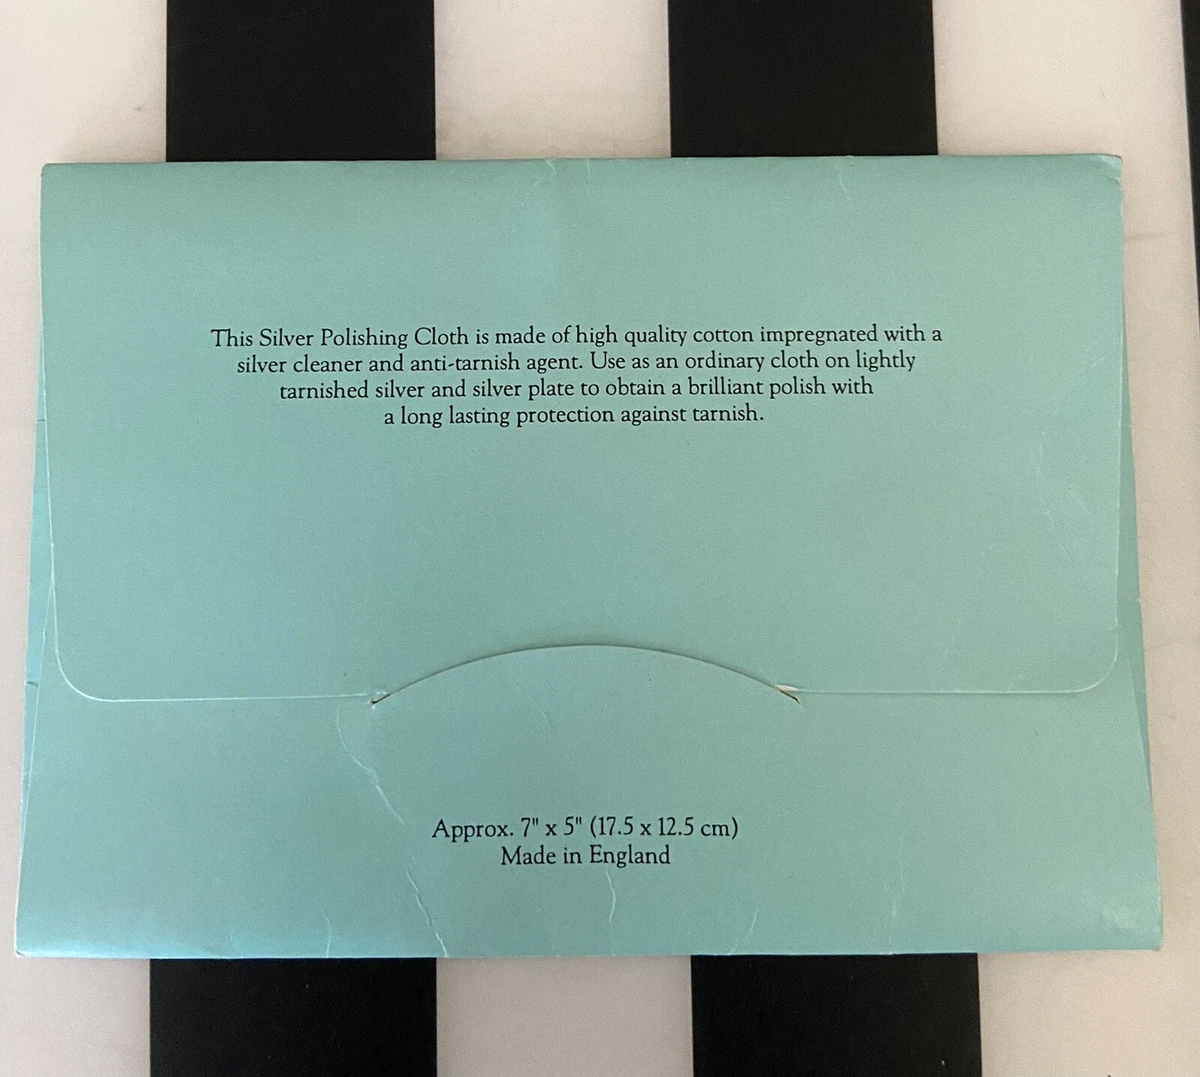 This Silver Polishing Cloth is made of high quality cotton impregnated with a
silver cleaner and anti-tarnish agent. Use as an ordinary cloth on lightly
tarnished silver and silver plate to obtain a brilliant polish with
a long lasting protection against tarnish.
Approx. 7" x 5" (17.5 x 12.5 cm)
Made in England